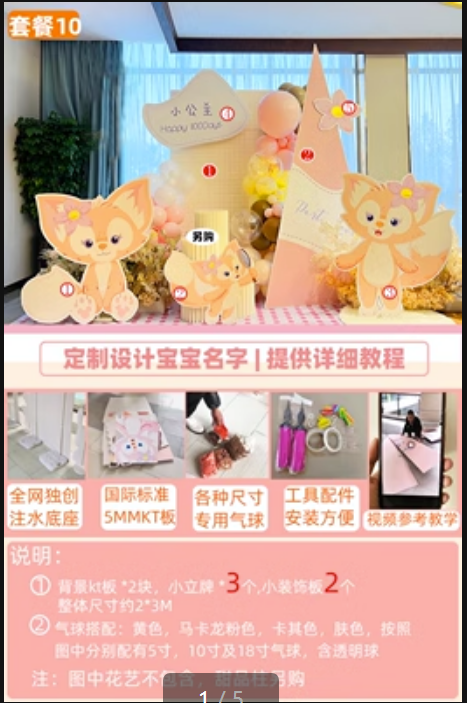 套餐10
小公主
Happy 100Days
①
①
②
③
另购
①
②
③
定制设计宝宝名字 | 提供详细教程
全网独创
注水底座
国际标准
5MMKT板
各种尺寸
专用气球
工具配件
安装方便
视频参考教学
说明：
① 背景kt板 *2块，小立牌 *3个,小装饰板2个
整体尺寸约2*3M
② 气球搭配：黄色，马卡龙粉色，卡其色，肤色，按照
图中分别配有5寸，10寸及18寸气球，含透明球
注：图中花艺不包含，甜品柱另购
1 / 5